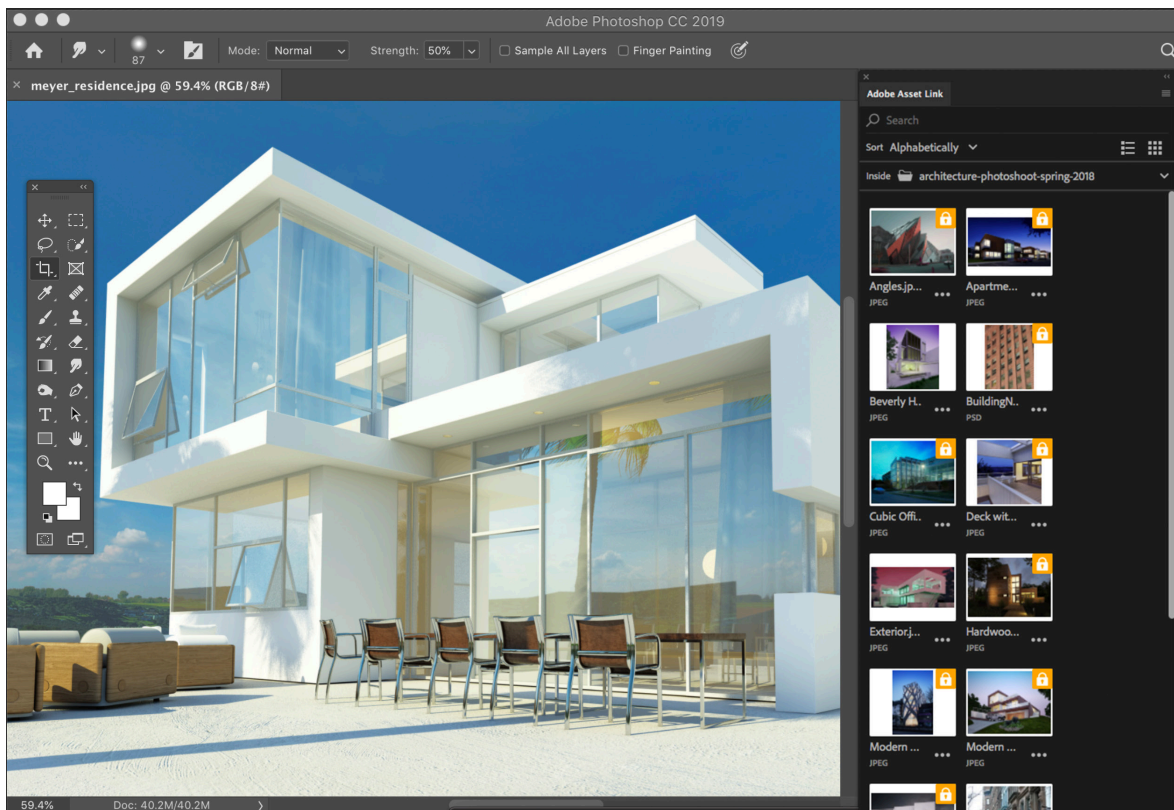 Adobe Photoshop CC 2019
87
Mode: Normal Strength: 50% Sample All Layers Finger Painting
× meyer_residence.jpg @ 59.4% (RGB/8#)
Adobe Asset Link
Search
Sort Alphabetically
Inside architecture-photoshoot-spring-2018
Angles.jp... Apartme...
JPEG JPEG
Beverly H.. BuildingN..
JPEG PSD
Cubic Offi.. Deck wit...
JPEG JPEG
Exterior.j... Hardwoo...
JPEG JPEG
Modern ... Modern ...
JPEG JPEG
59.4% Doc: 40.2M/40.2M